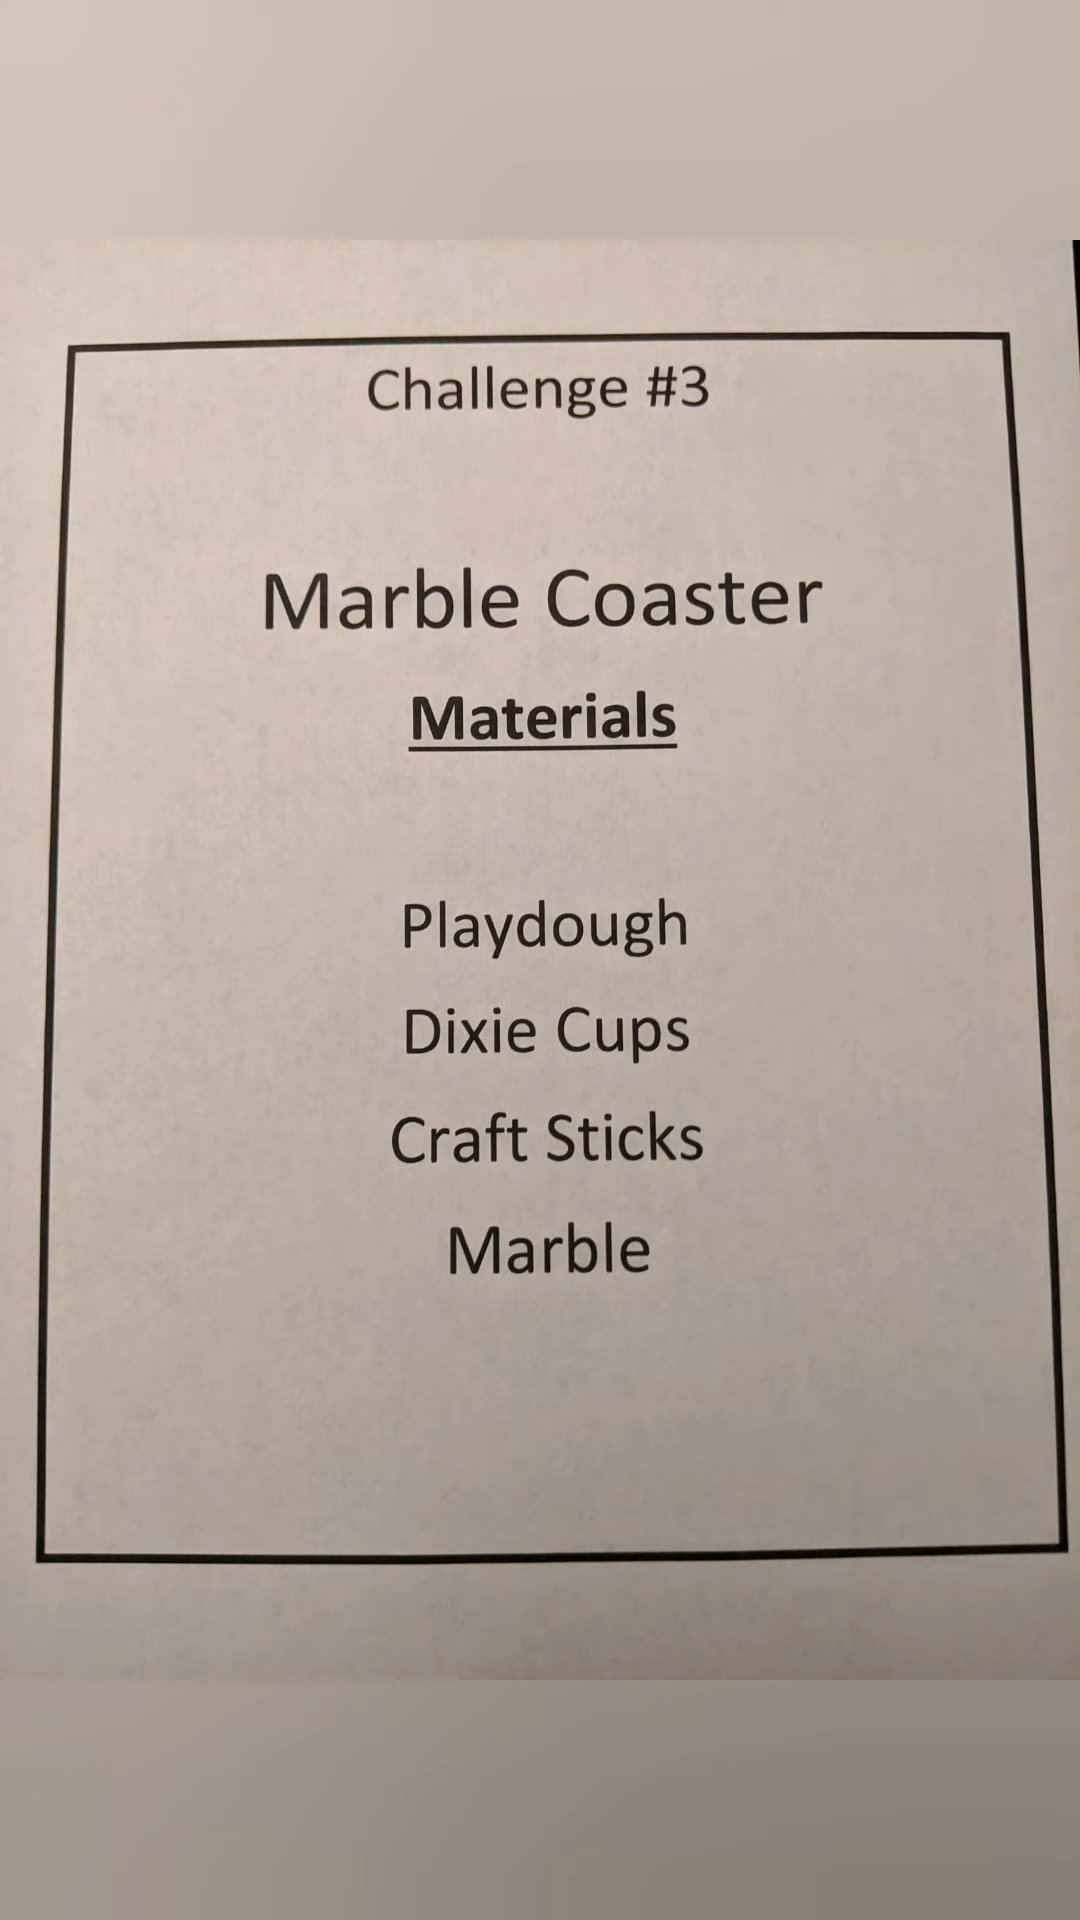 Challenge #3
Marble Coaster
Materials
Playdough
Dixie Cups
Craft Sticks
Marble